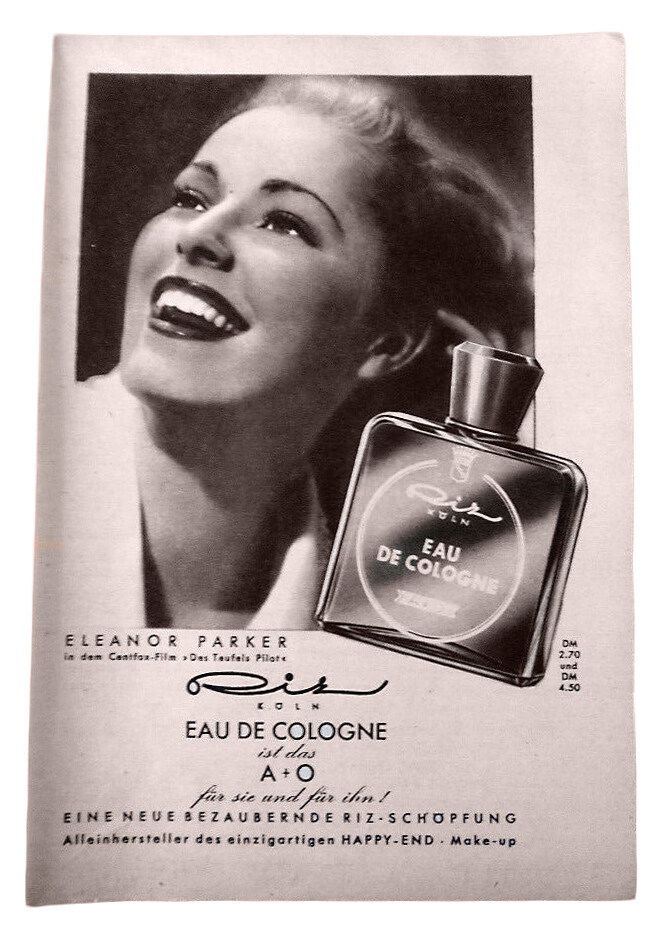 Riz
KÖLN
EAU
DE COLOGNE
ELEANOR PARKER
in dem Centfox-Film »Des Teufels Pilot«
DM
2.70
und
DM
4.50
Riz
KÖLN
EAU DE COLOGNE
ist das
A+O
für sie und für ihn!
EINE NEUE BEZAUBERNDE RIZ-SCHÖPFUNG
Alleinhersteller des einzigartigen HAPPY-END · Make-up